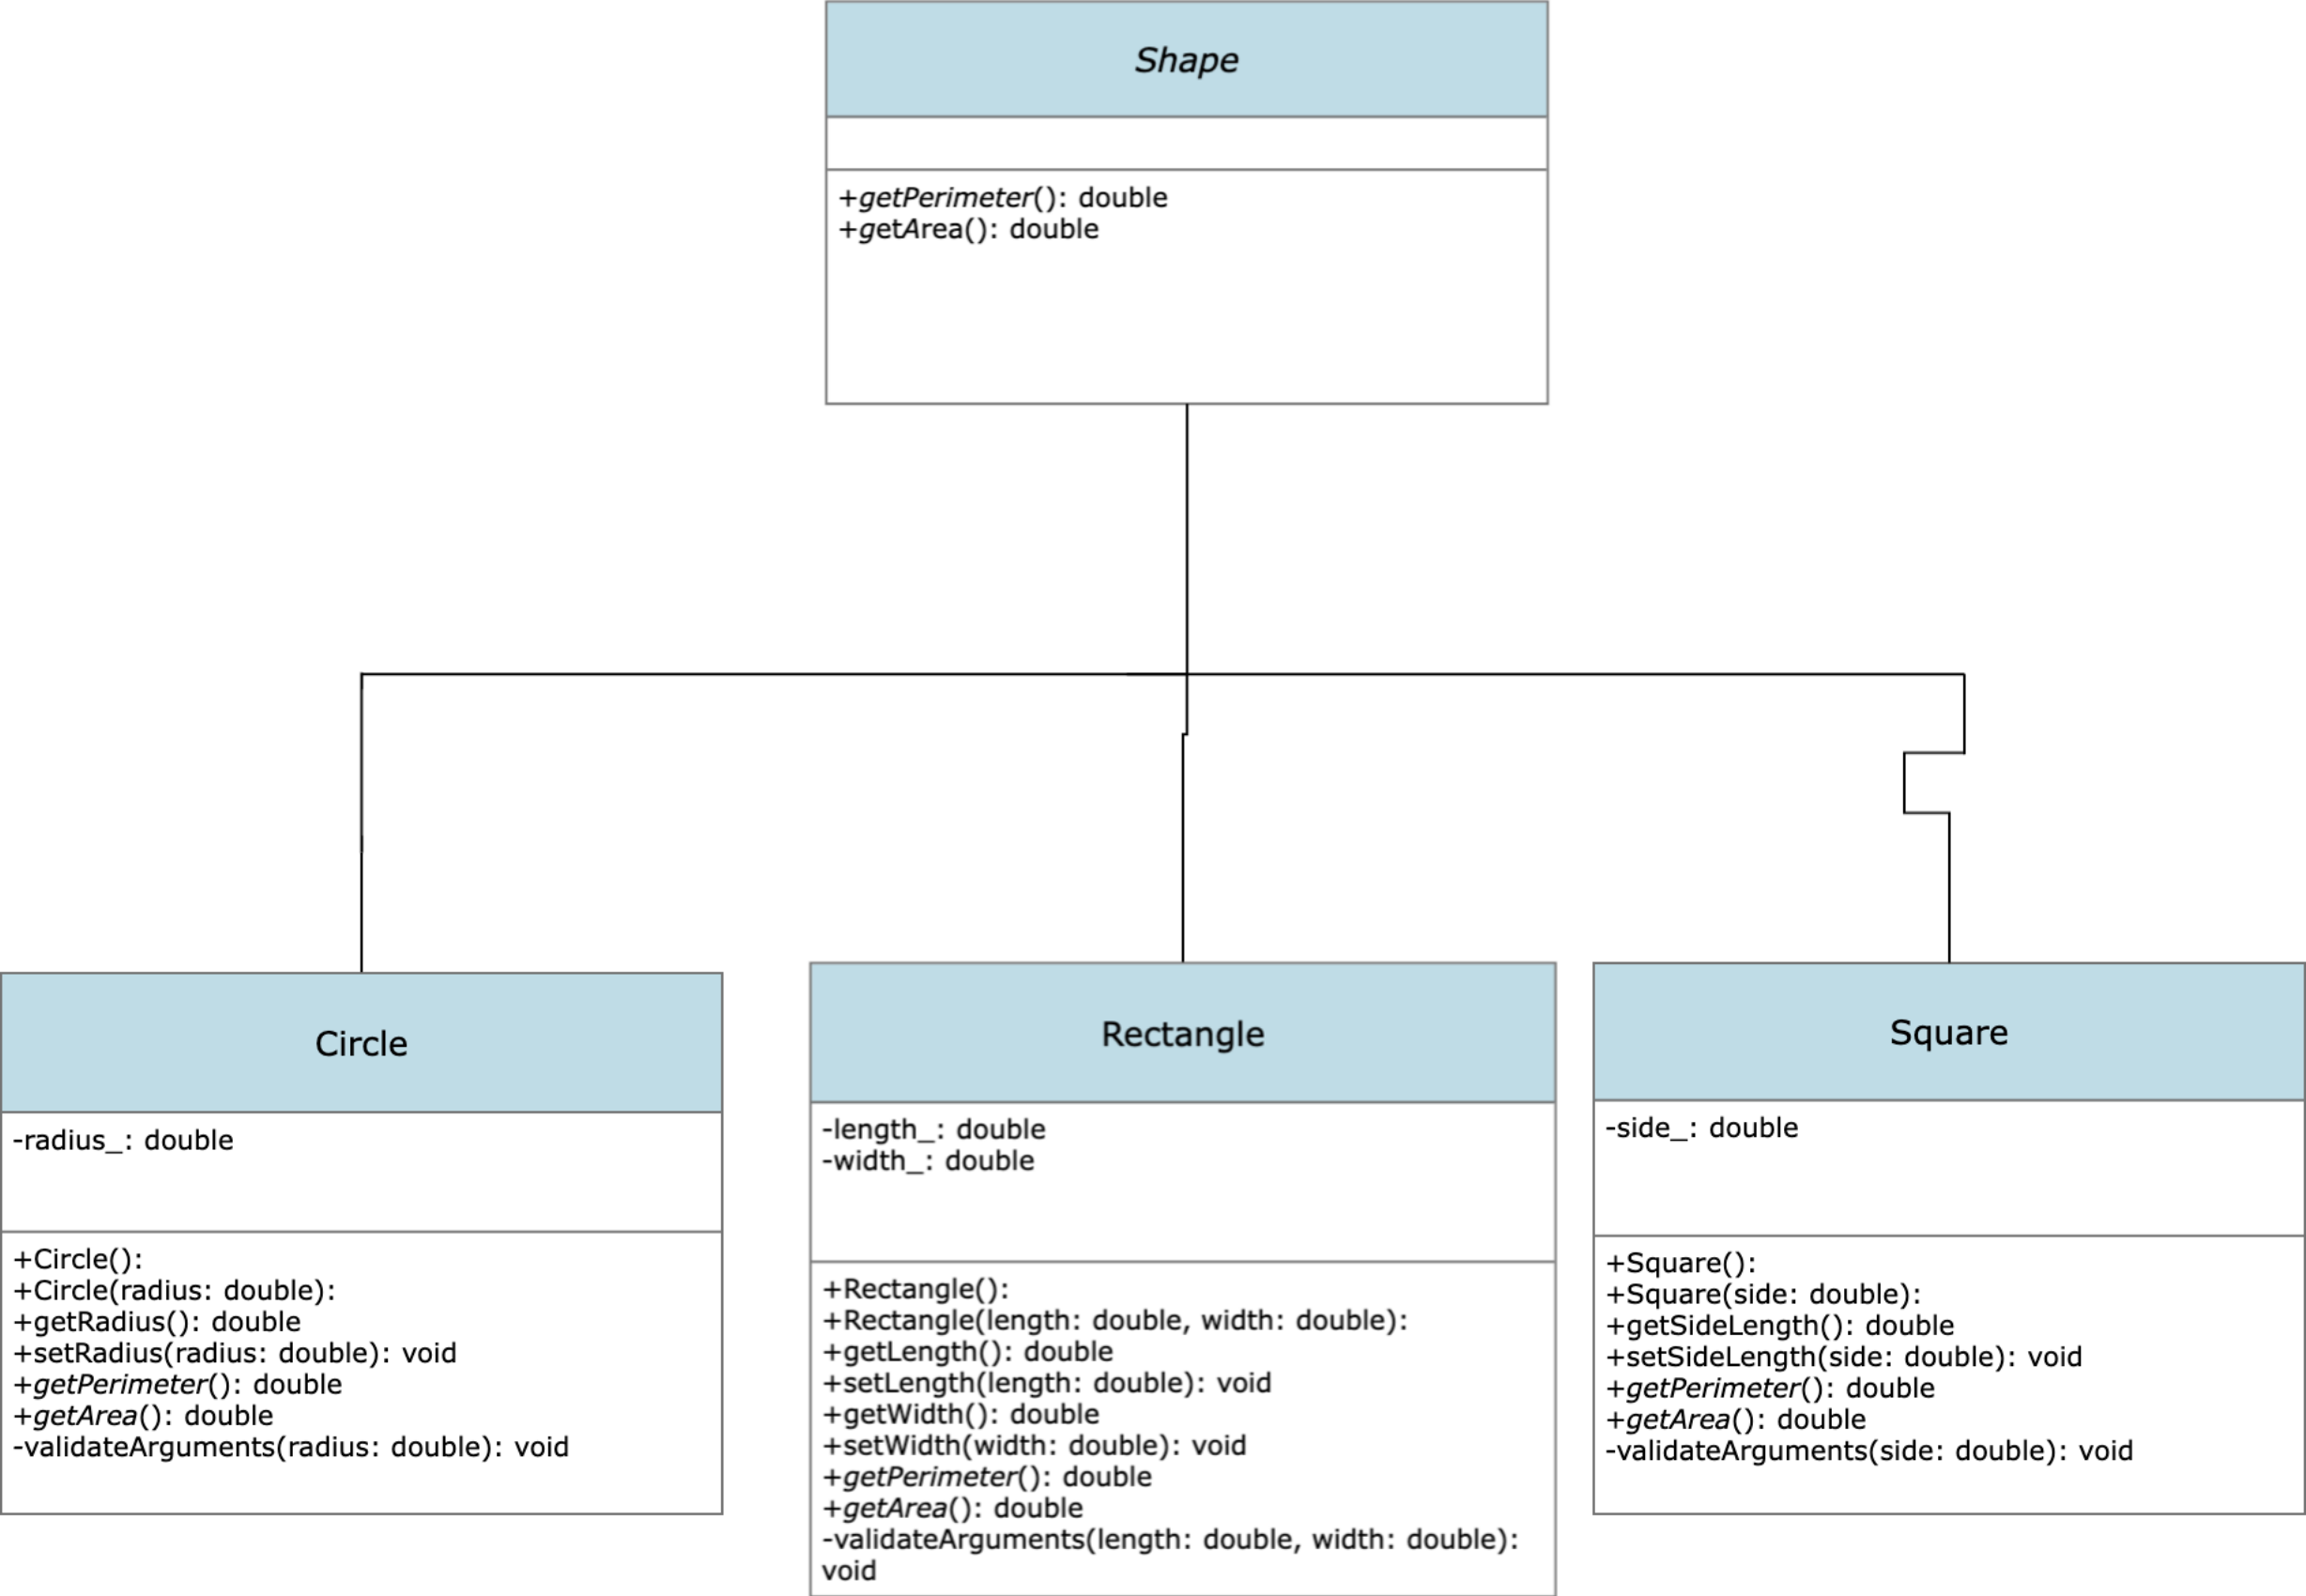 Shape
+getPerimeter(): double
+getArea(): double
Circle
-radius_: double
+Circle():
+Circle(radius: double):
+getRadius(): double
+setRadius(radius: double): void
+getPerimeter(): double
+getArea(): double
-validateArguments(radius: double): void
Rectangle
-length_: double
-width_: double
+Rectangle():
+Rectangle(length: double, width: double):
+getLength(): double
+setLength(length: double): void
+getWidth(): double
+setWidth(width: double): void
+getPerimeter(): double
+getArea(): double
-validateArguments(length: double, width: double):
void
Square
-side_: double
+Square():
+Square(side: double):
+getSideLength(): double
+setSideLength(side: double): void
+getPerimeter(): double
+getArea(): double
-validateArguments(side: double): void